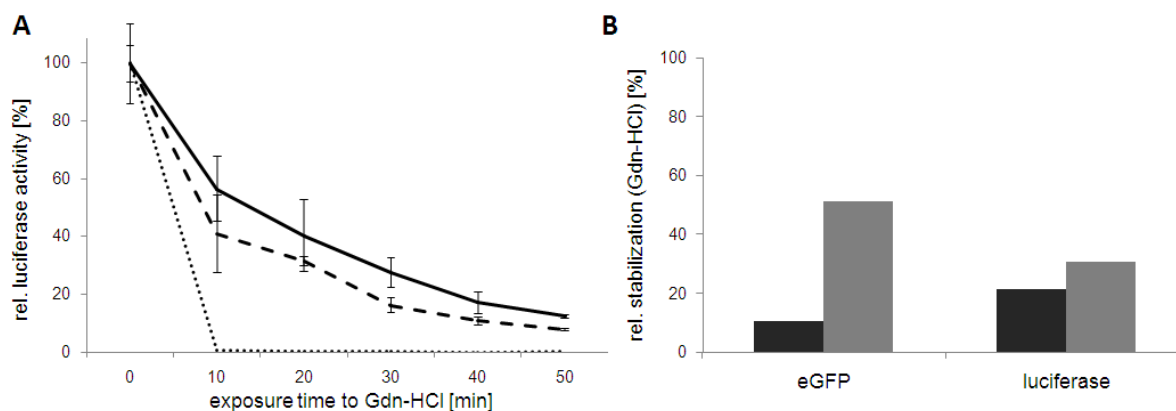 A
rel. luciferase activity [%]
100
80
60
40
20
0
0 10 20 30 40 50
exposure time to Gdn-HCl [min]
B
rel. stabilization (Gdn-HCl) [%]
100
80
60
40
20
0
eGFP luciferase